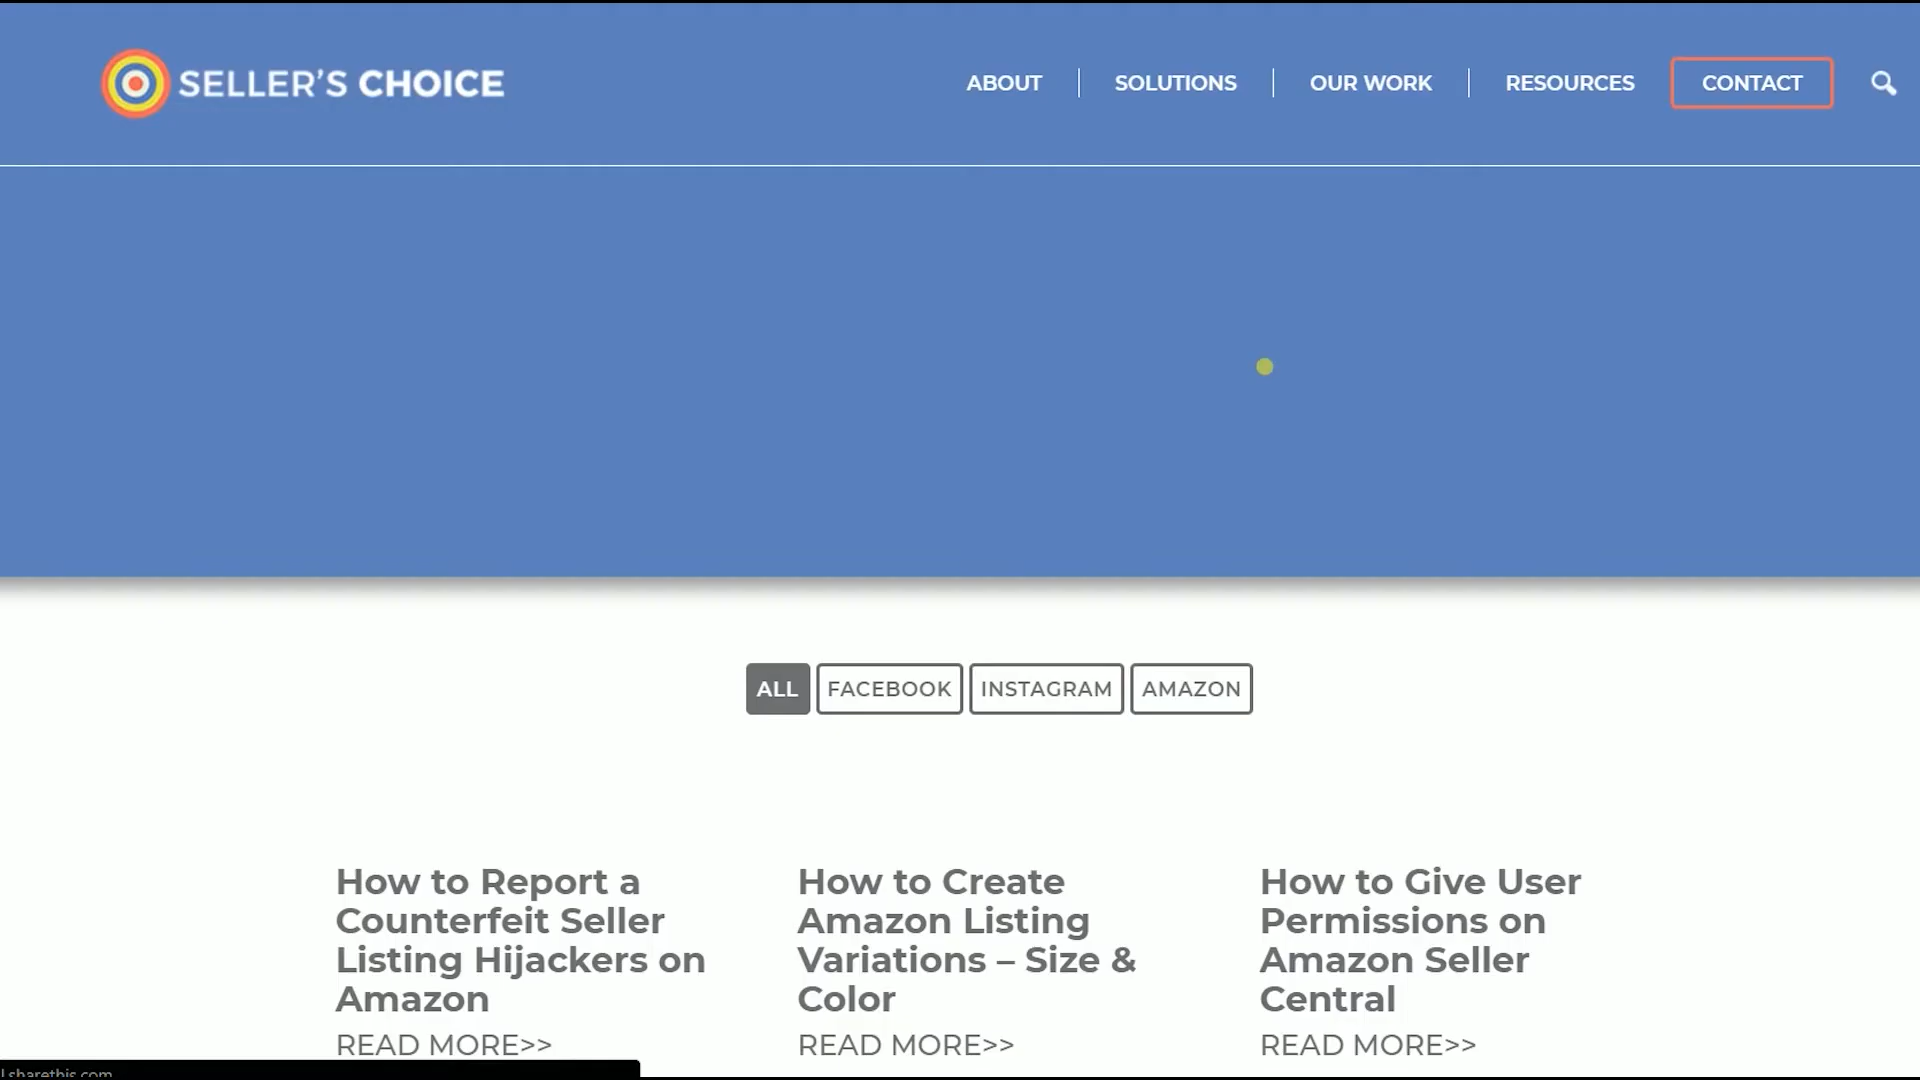 SELLER'S CHOICE
ABOUT
SOLUTIONS
OUR WORK
RESOURCES
CONTACT
ALL
FACEBOOK
INSTAGRAM
AMAZON
How to Report a
Counterfeit Seller
Listing Hijackers on
Amazon
READ MORE>>
How to Create
Amazon Listing
Variations – Size &
Color
READ MORE>>
How to Give User
Permissions on
Amazon Seller
Central
READ MORE>>
l.sharethis.com